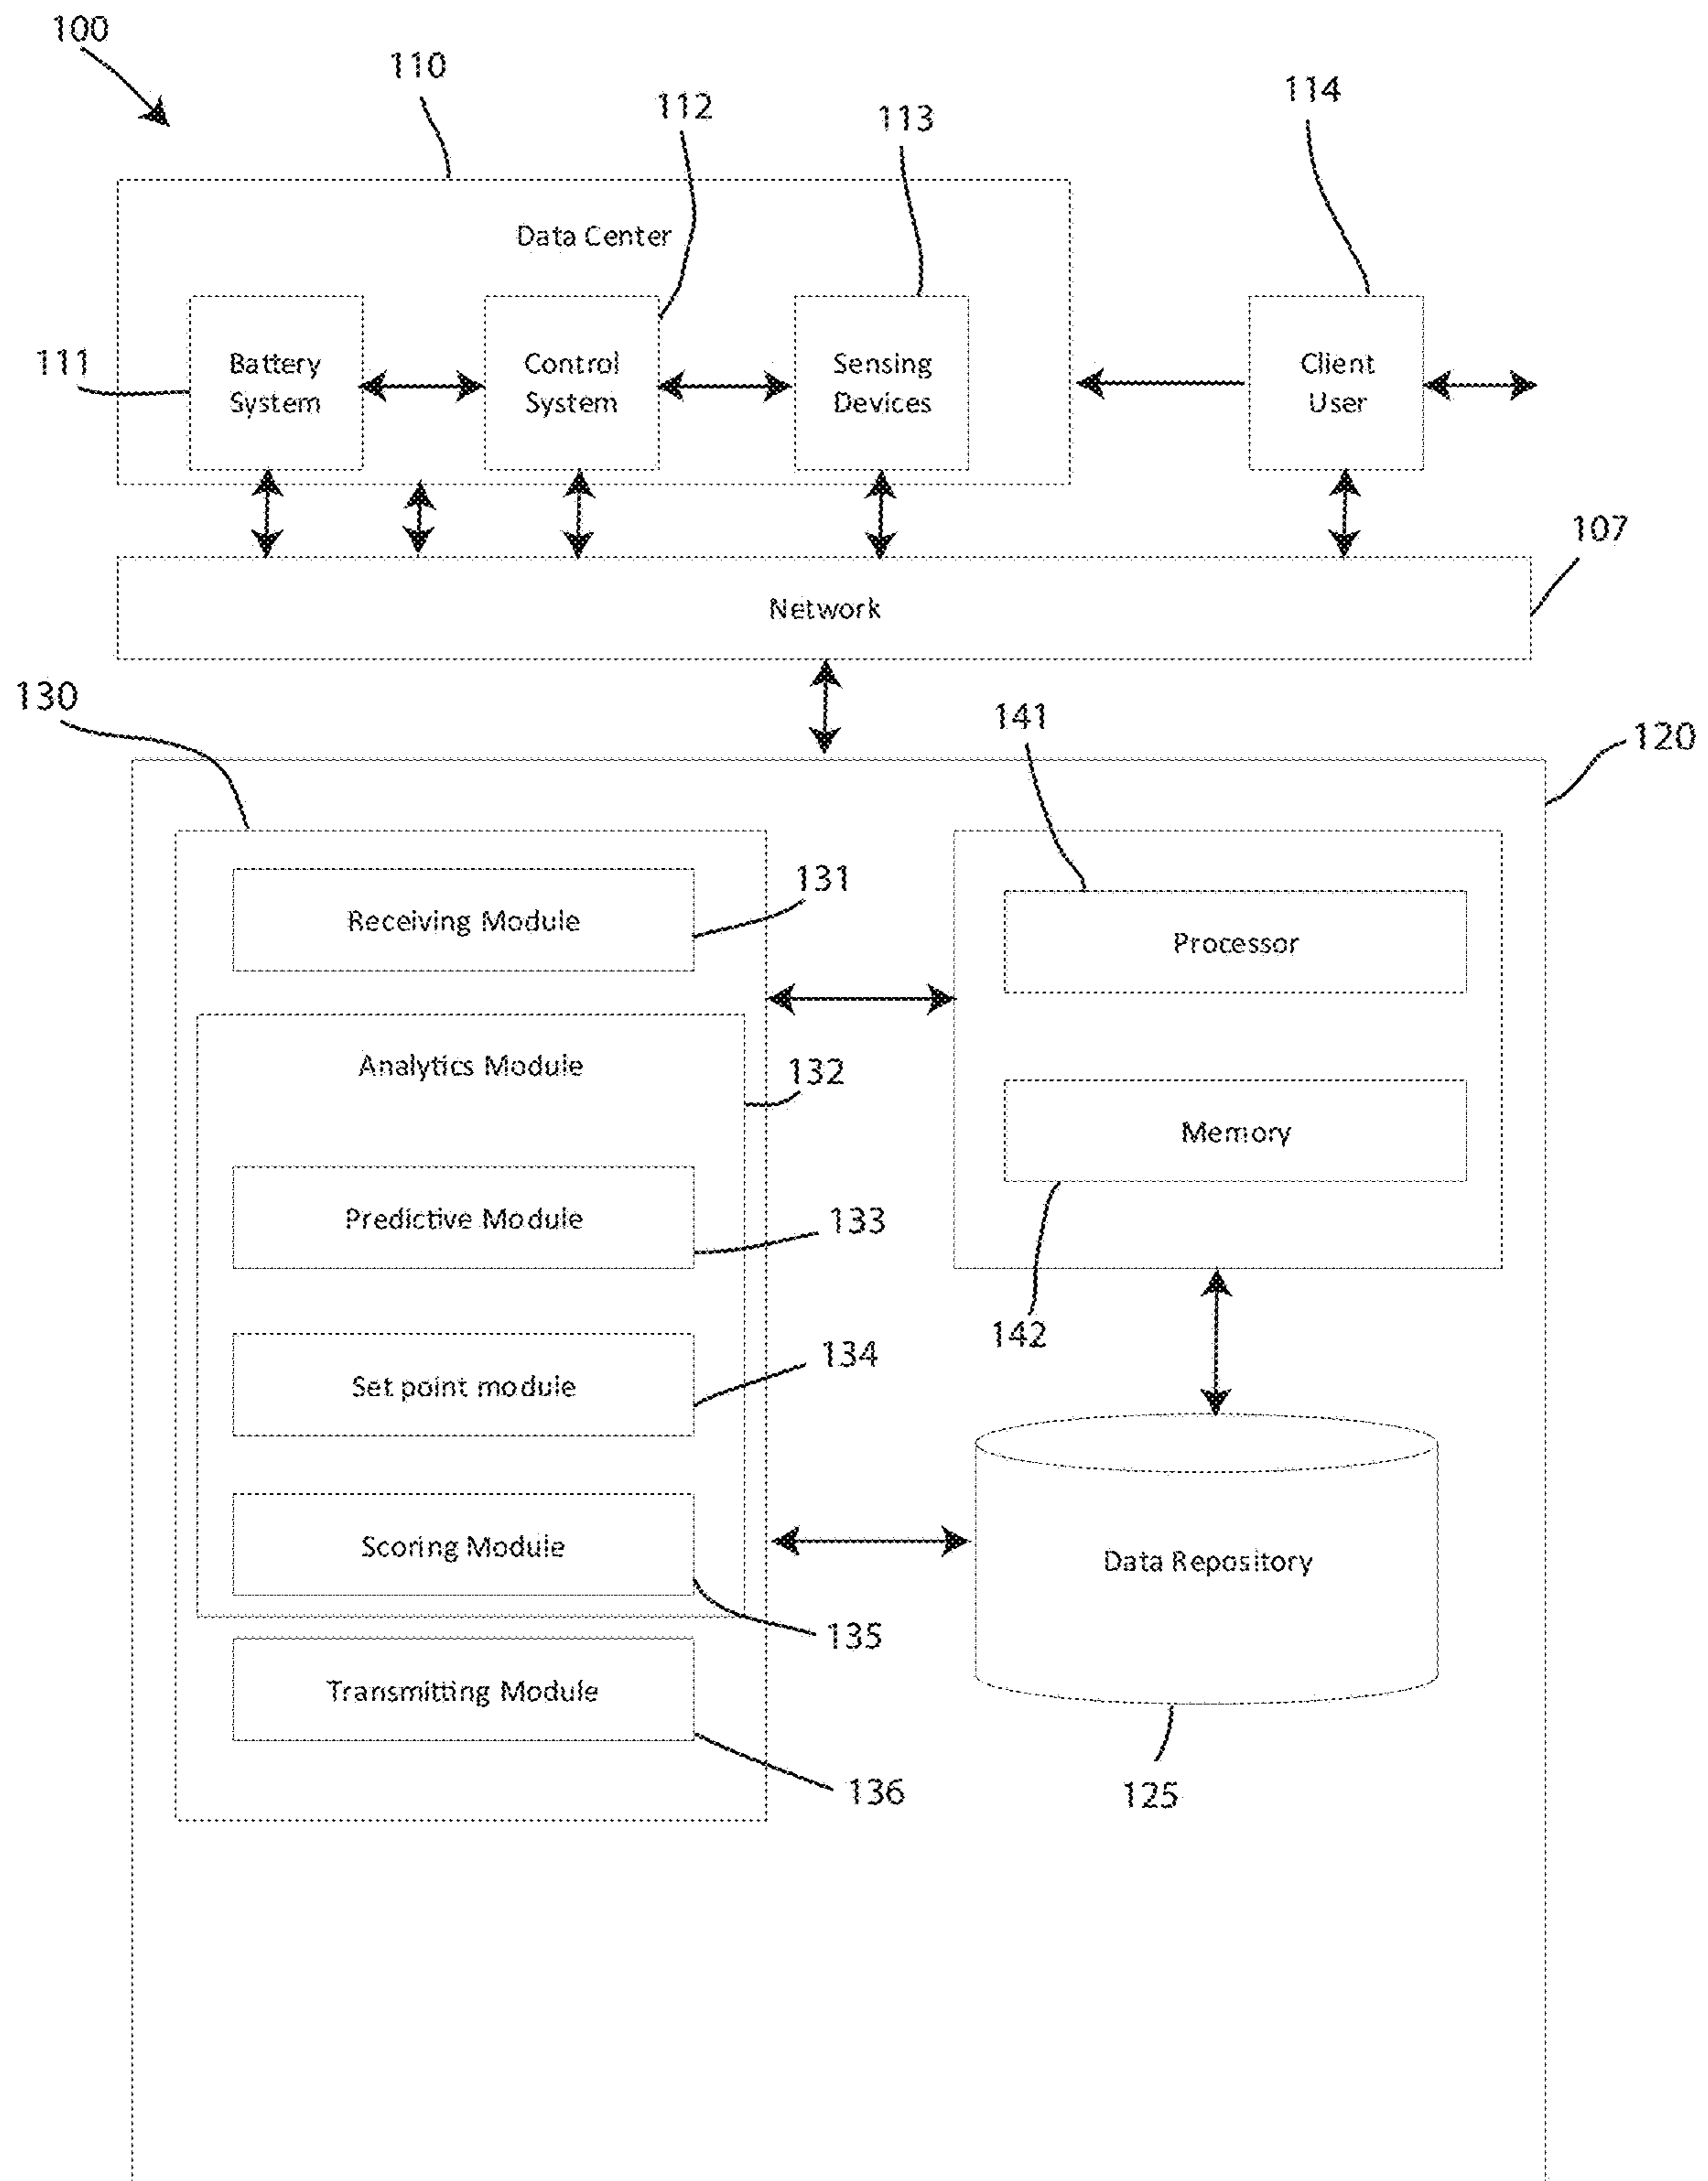 100
110
112
113
114
Data Center
111
Battery
System
Control
System
Sensing
Devices
Client
User
107
Network
130
141
120
131
Receiving Module
Processor
Analytics Module
132
Memory
Predictive Module
133
142
134
Set point module
Scoring Module
Data Repository
135
Transmitting Module
136
125